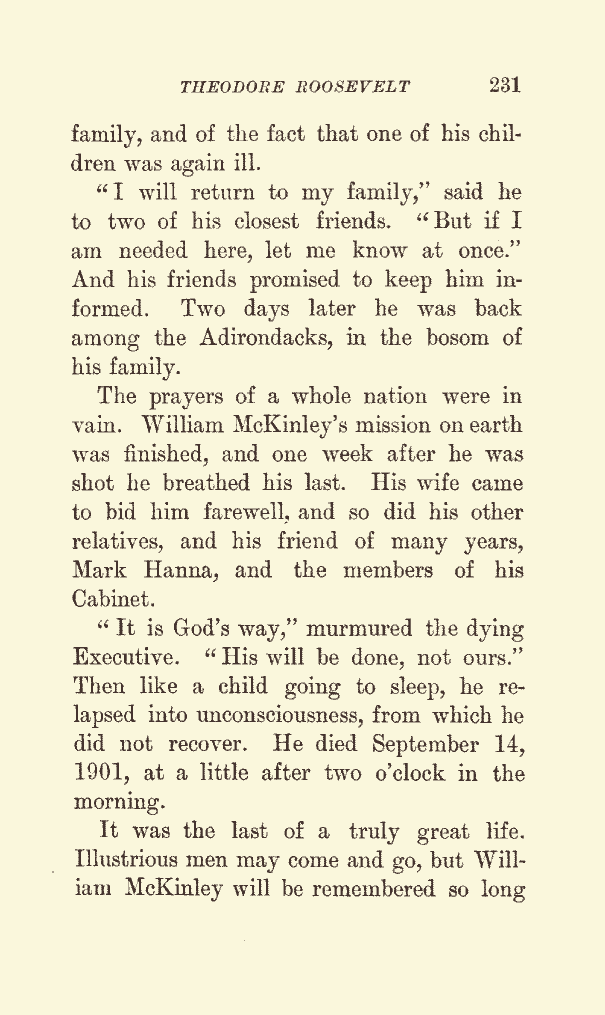 THEODORE ROOSEVELT 231
family, and of the fact that one of his chil-
dren was again ill.
“I will return to my family,” said he
to two of his closest friends. “But if I
am needed here, let me know at once.”
And his friends promised to keep him in-
formed. Two days later he was back
among the Adirondacks, in the bosom of
his family.
The prayers of a whole nation were in
vain. William McKinley’s mission on earth
was finished, and one week after he was
shot he breathed his last. His wife came
to bid him farewell, and so did his other
relatives, and his friend of many years,
Mark Hanna, and the members of his
Cabinet.
“It is God’s way,” murmured the dying
Executive. “His will be done, not ours.”
Then like a child going to sleep, he re-
lapsed into unconsciousness, from which he
did not recover. He died September 14,
1901, at a little after two o’clock in the
morning.
It was the last of a truly great life.
Illustrious men may come and go, but Will-
iam McKinley will be remembered so long